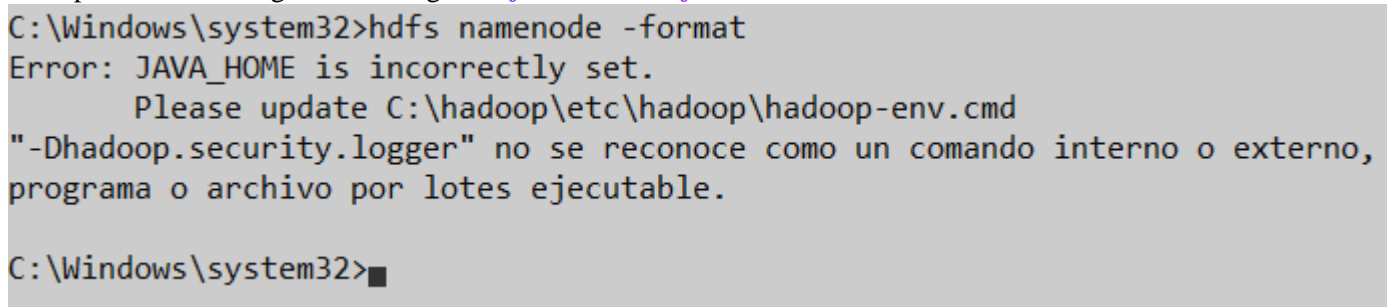 C:\Windows\system32>hdfs namenode -format
Error: JAVA_HOME is incorrectly set.
       Please update C:\hadoop\etc\hadoop\hadoop-env.cmd
"-Dhadoop.security.logger" no se reconoce como un comando interno o externo,
programa o archivo por lotes ejecutable.

C:\Windows\system32>